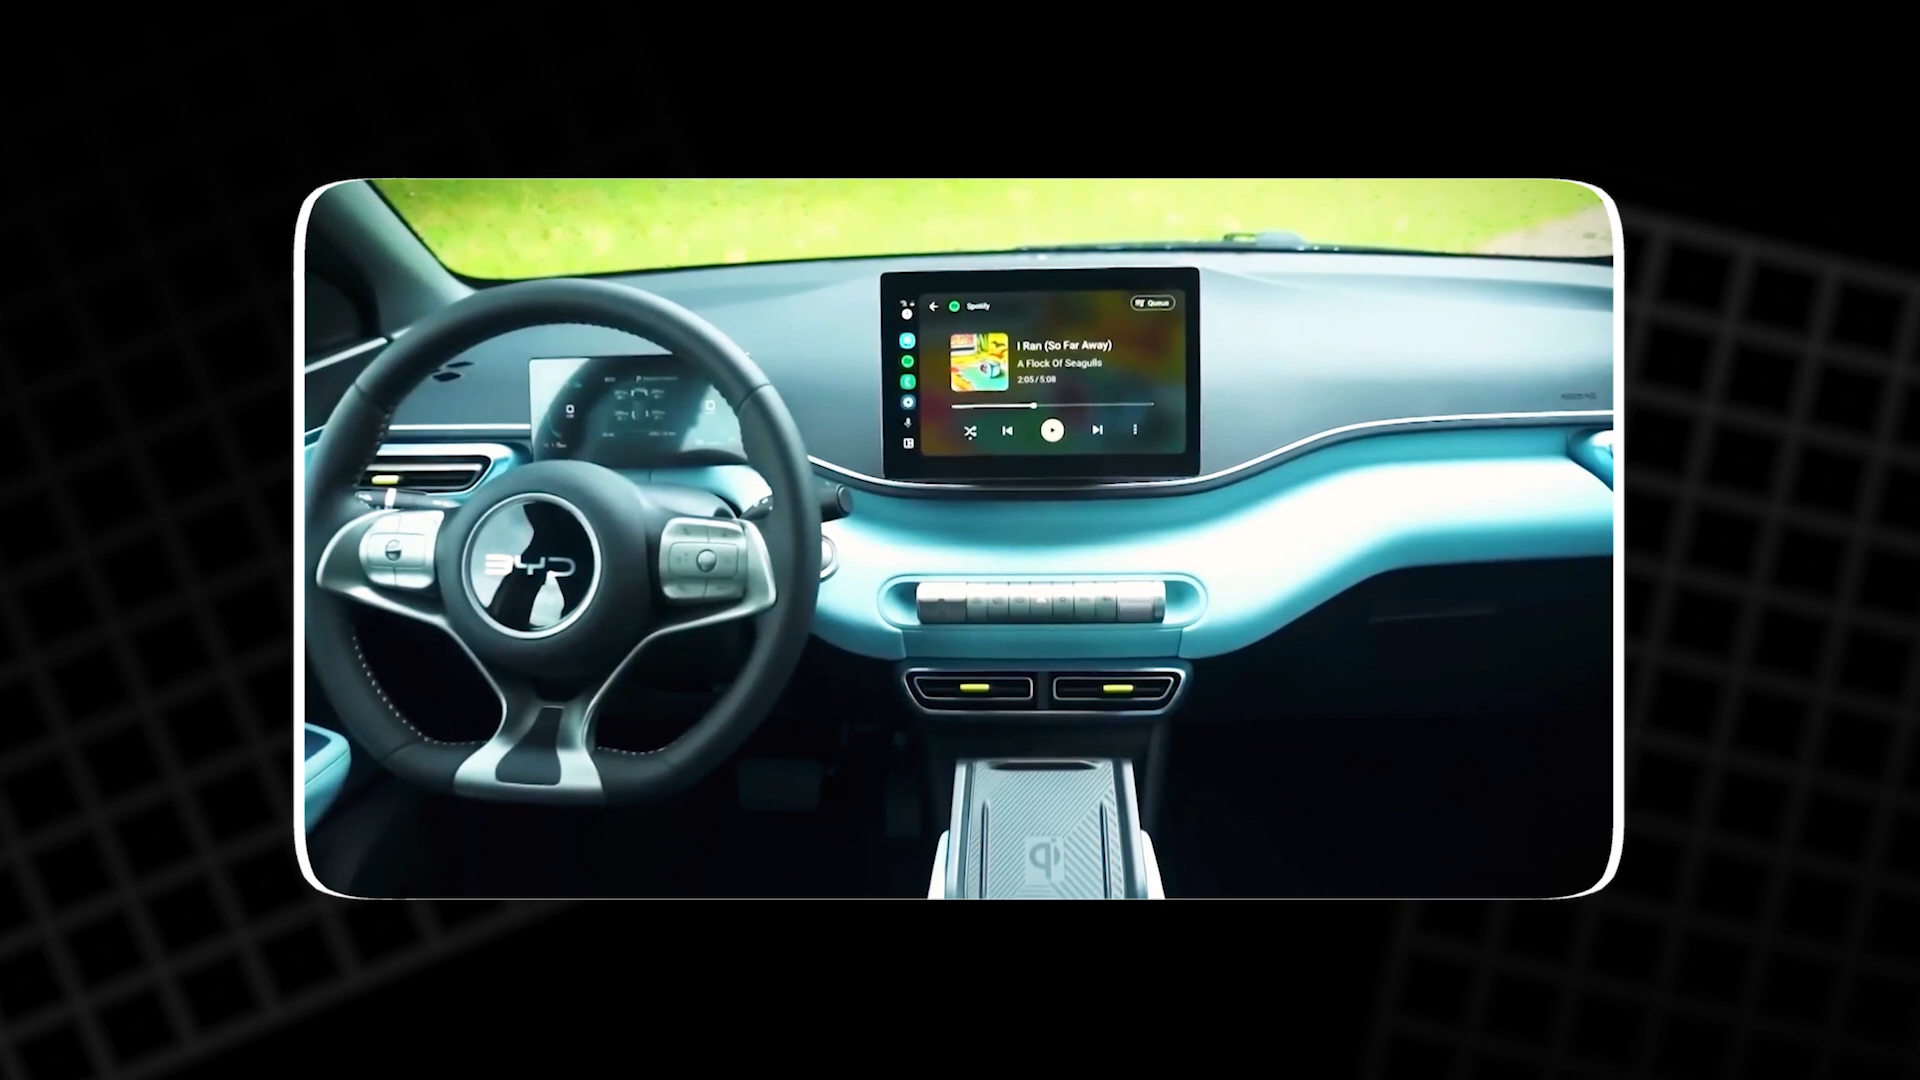 Spotify
Queue
I Ran (So Far Away)
A Flock Of Seagulls
2:05 / 5:08
BYD